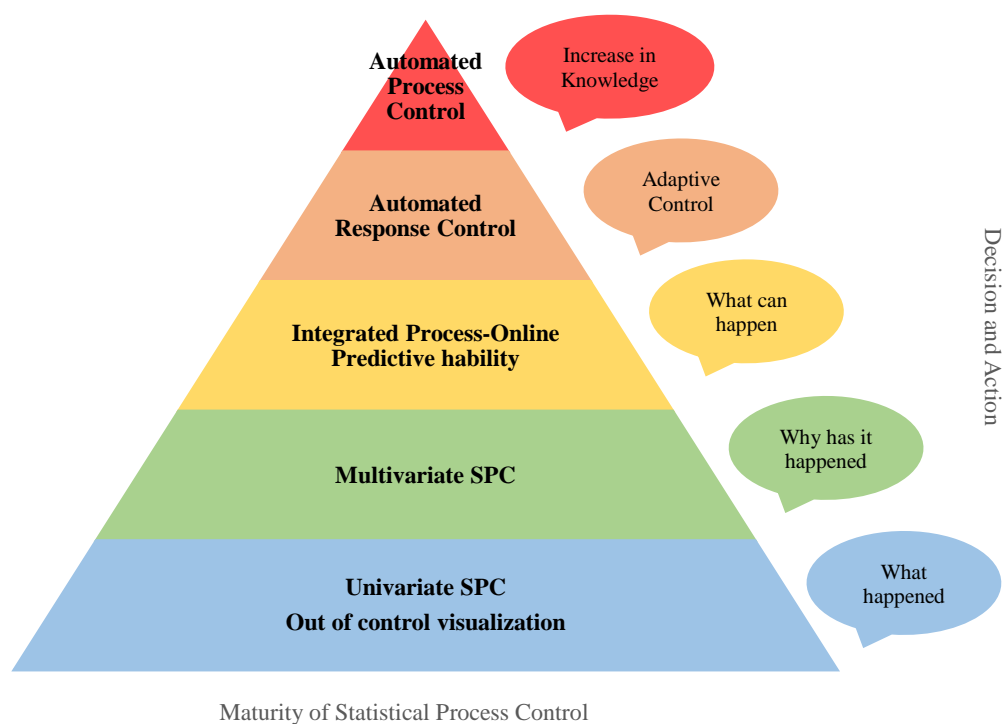 Automated
Process
Control
Increase in
Knowledge
Automated
Response Control
Adaptive
Control
Integrated Process-Online
Predictive hability
What can
happen
Multivariate SPC
Why has it
happened
Univariate SPC
Out of control visualization
What
happened
Decision and Action
Maturity of Statistical Process Control